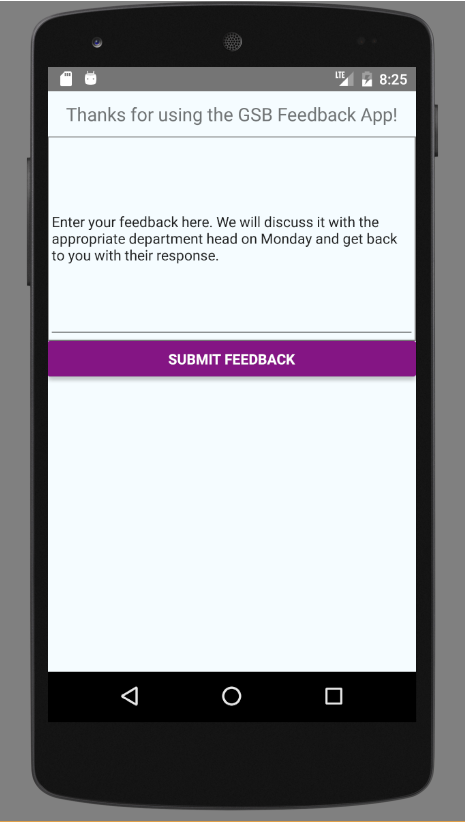 LTE 8:25
Thanks for using the GSB Feedback App!
Enter your feedback here. We will discuss it with the
appropriate department head on Monday and get back
to you with their response.
SUBMIT FEEDBACK